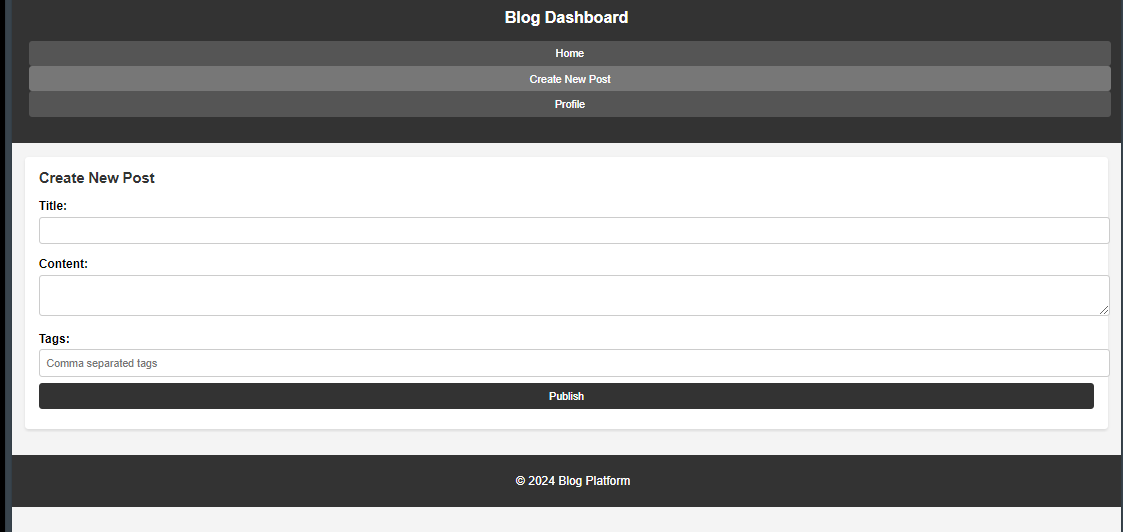 Blog Dashboard
Home
Create New Post
Profile
Create New Post
Title:
Content:
Tags:
Comma separated tags
Publish
© 2024 Blog Platform